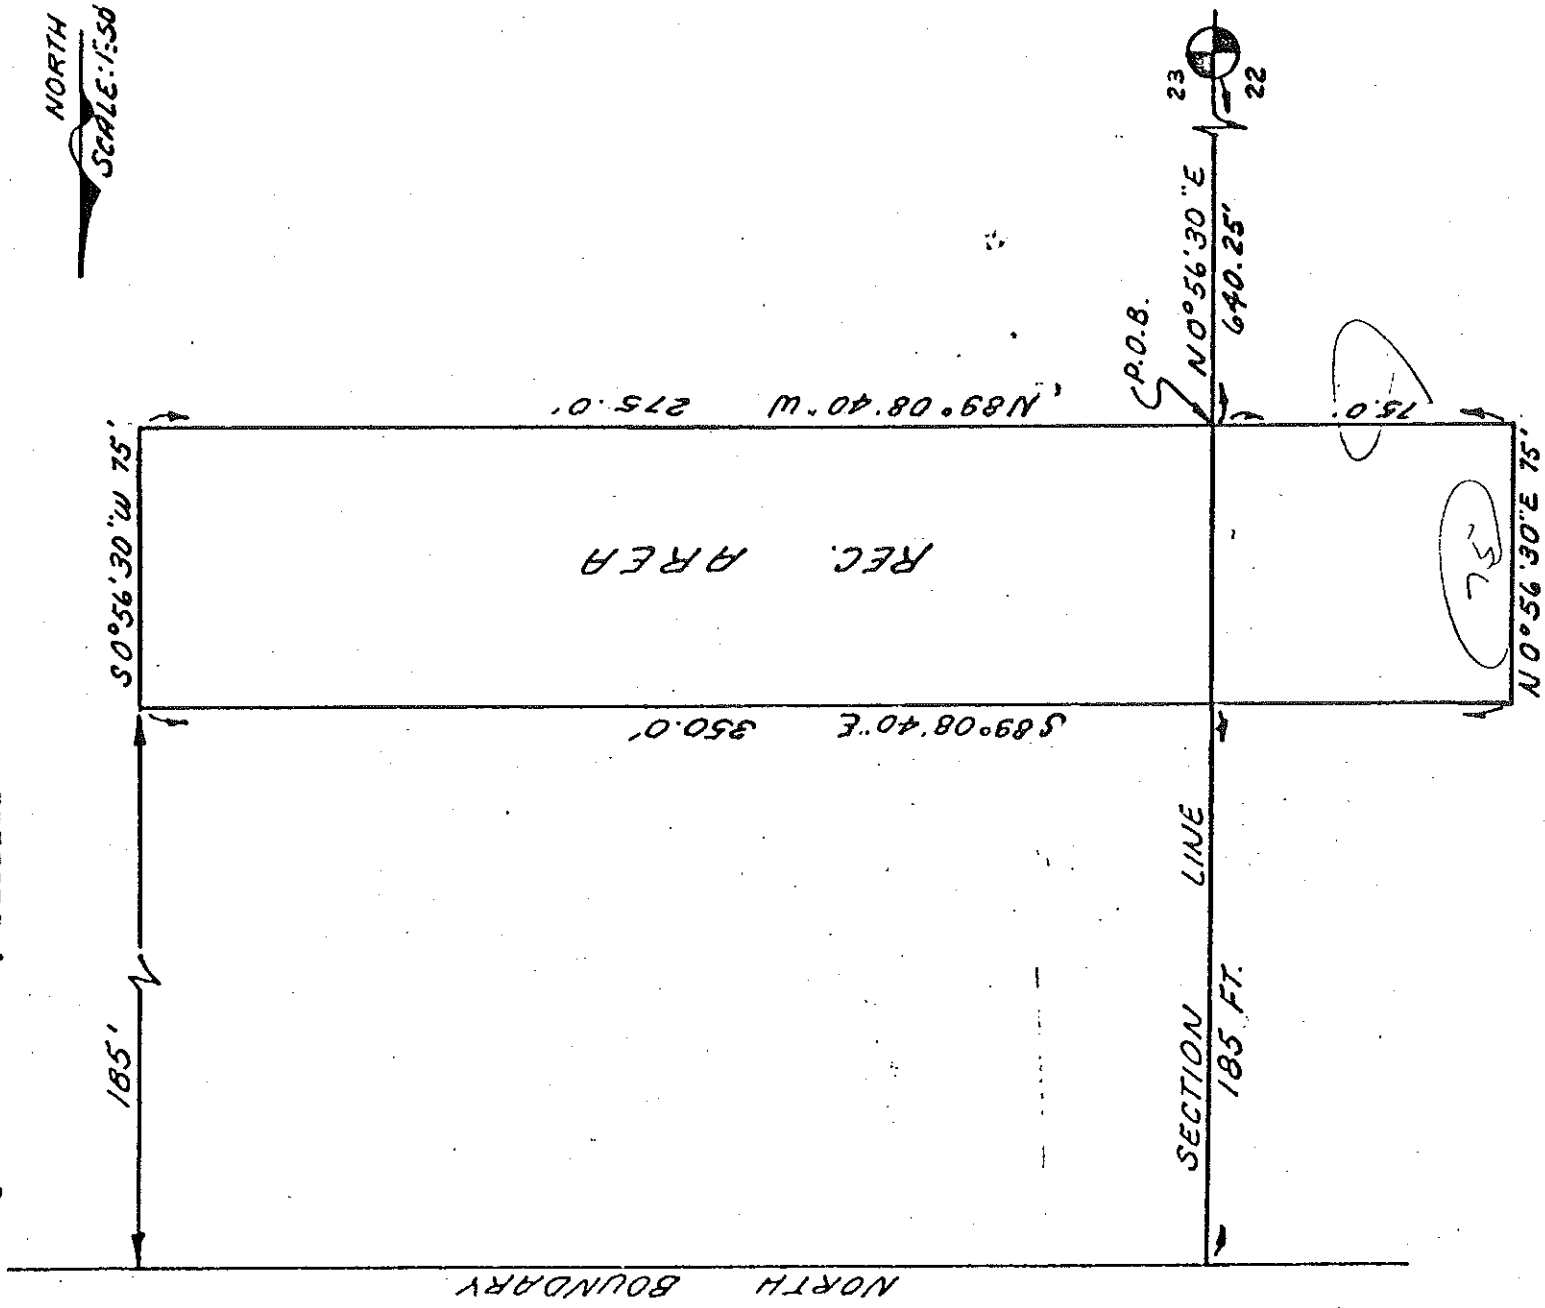 NORTH
SCALE: 1":50'
S0°56'30"W 75'
N89°08'40"W 275.0'
P.O.B.
N0°56'30"E
640.25'
23
22
75.0'
REC. AREA
75'
N0°56'30"E 75'
S89°08'40"E 350.0'
185'
SECTION LINE
185 FT.
NORTH BOUNDARY